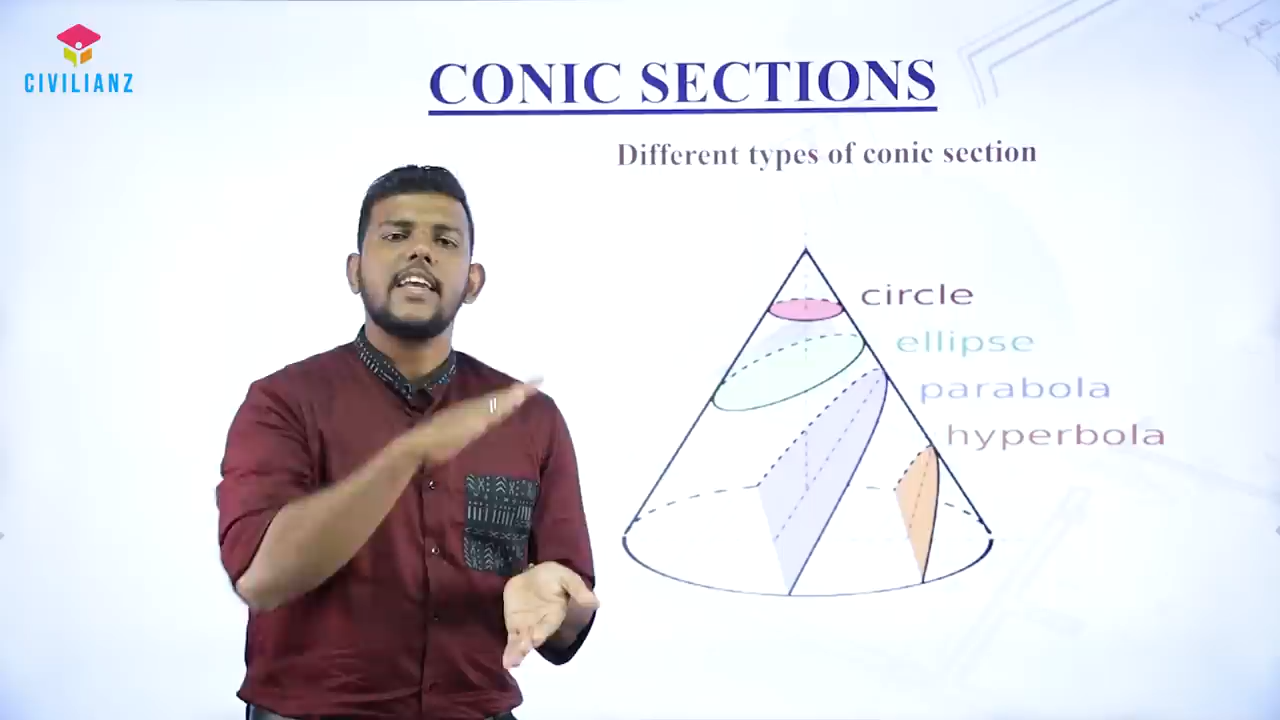 CIVILIANZ
CONIC SECTIONS
Different types of conic section
circle
ellipse
parabola
hyperbola